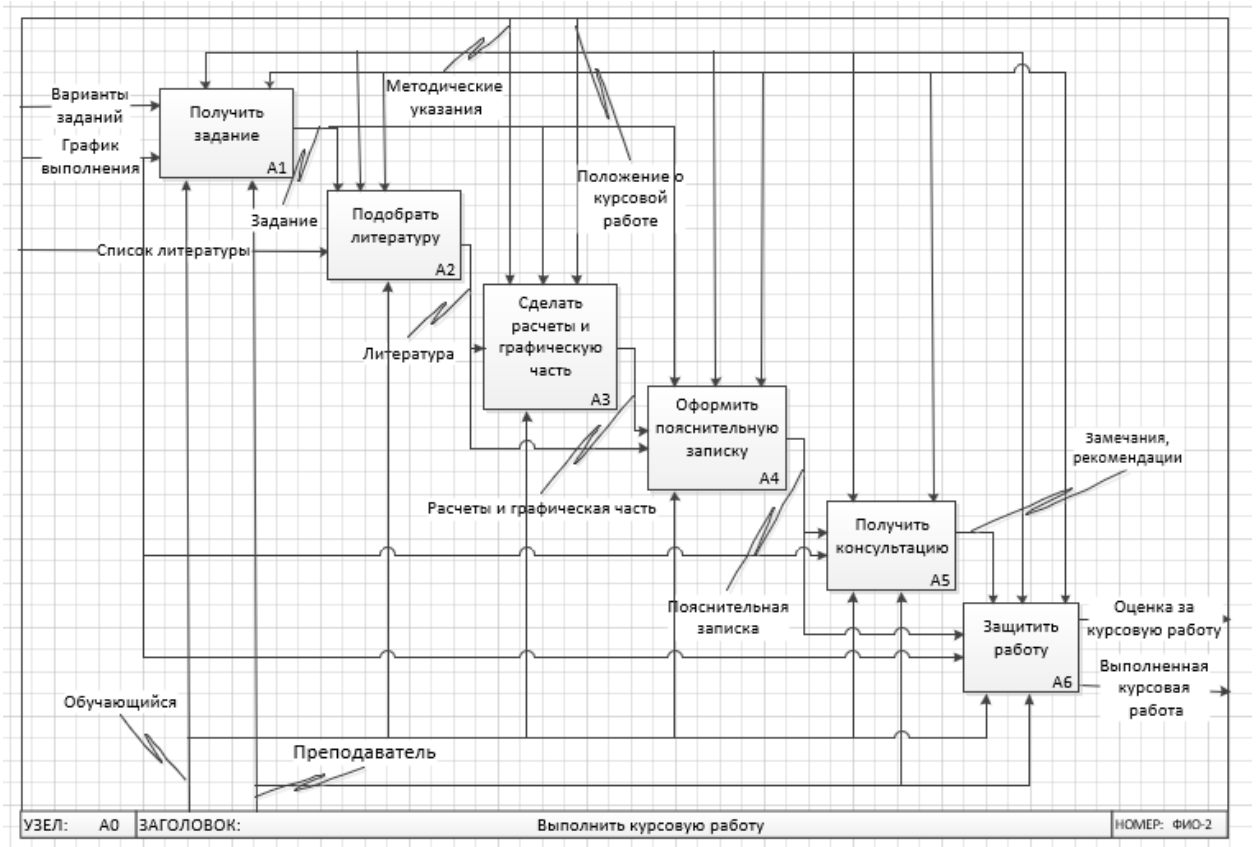 Варианты
заданий
График
выполнения
Получить
задание
A1
Методические
указания
Положение о
курсовой
работе
Задание
Список литературы
Подобрать
литературу
A2
Литература
Сделать
расчеты и
графическую
часть
A3
Расчеты и графическая часть
Оформить
пояснительную
записку
A4
Замечания,
рекомендации
Пояснительная
записка
Получить
консультацию
A5
Защитить
работу
A6
Оценка за
курсовую работу
Выполненная
курсовая
работа
Обучающийся
Преподаватель
УЗЕЛ: A0 ЗАГОЛОВОК: Выполнить курсовую работу НОМЕР: ФИО-2